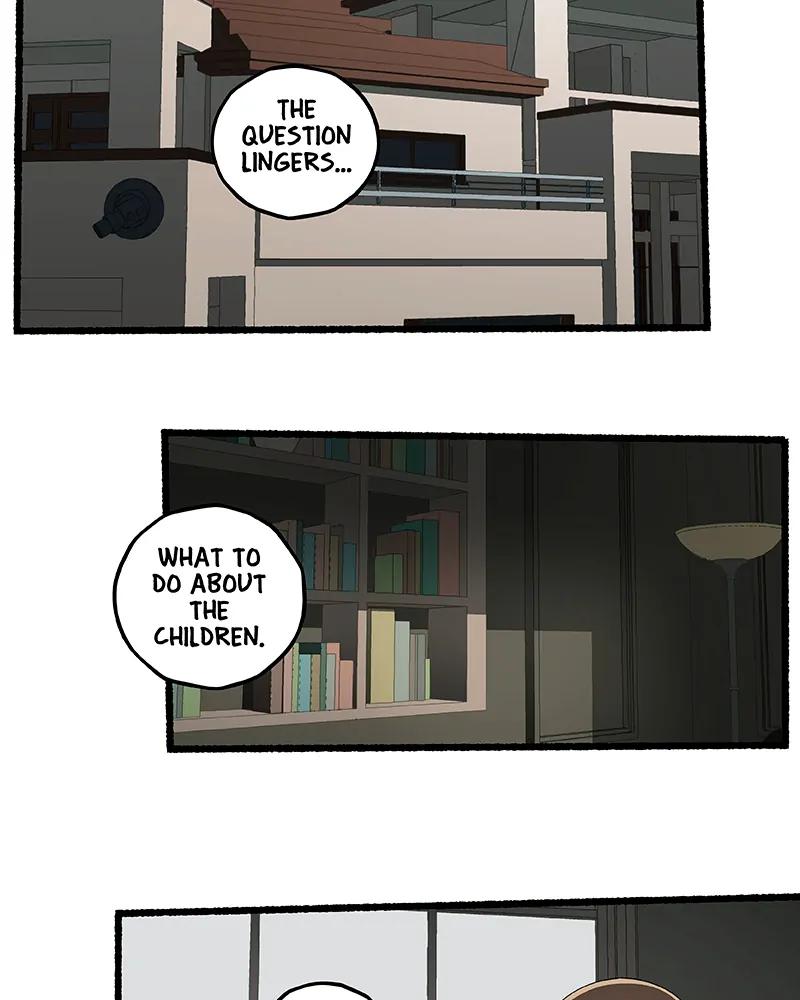 THE
QUESTION
LINGERS...
WHAT TO
DO ABOUT
THE
CHILDREN.